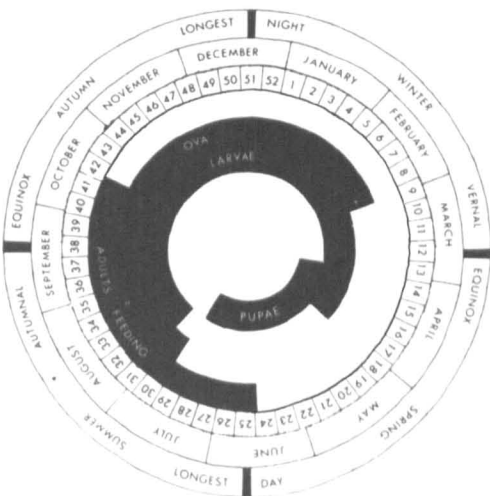 LONGEST NIGHT
WINTER
VERNAL EQUINOX
SPRING
LONGEST DAY
SUMMER
AUTUMNAL EQUINOX
AUTUMN
JANUARY
FEBRUARY
MARCH
APRIL
MAY
JUNE
JULY
AUGUST
SEPTEMBER
OCTOBER
NOVEMBER
DECEMBER
1 2 3 4 5 6 7 8 9 10 11 12 13 14 15 16 17 18 19 20 21 22 23 24 25 26 27 28 29 30 31 32 33 34 35 36 37 38 39 40 41 42 43 44 45 46 47 48 49 50 51 52
OVA
LARVAE
PUPAE
ADULTS FEEDING